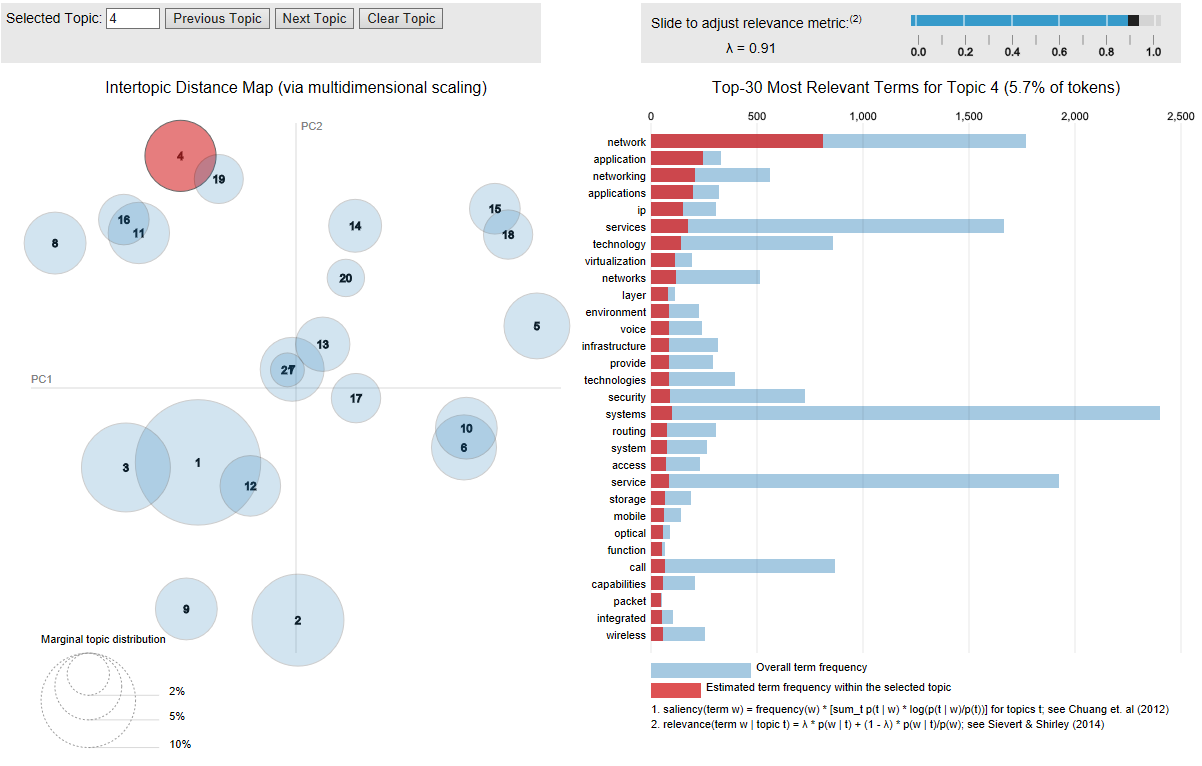 Selected Topic: 4 Previous Topic Next Topic Clear Topic
Slide to adjust relevance metric:(2)
λ = 0.91
0.0 0.2 0.4 0.6 0.8 1.0
Intertopic Distance Map (via multidimensional scaling)
PC2
PC1
4
19
16
11
8
14
15
18
20
5
13
7
21
17
10
6
3
1
12
9
2
Marginal topic distribution
2%
5%
10%
Top-30 Most Relevant Terms for Topic 4 (5.7% of tokens)
0 500 1,000 1,500 2,000 2,500
network
application
networking
applications
ip
services
technology
virtualization
networks
layer
environment
voice
infrastructure
provide
technologies
security
systems
routing
system
access
service
storage
mobile
optical
function
call
capabilities
packet
integrated
wireless
Overall term frequency
Estimated term frequency within the selected topic
1. saliency(term w) = frequency(w) * [sum_t p(t | w) * log(p(t | w)/p(t))] for topics t; see Chuang et. al (2012)
2. relevance(term w | topic t) = λ * p(w | t) + (1 - λ) * p(w | t)/p(w); see Sievert & Shirley (2014)